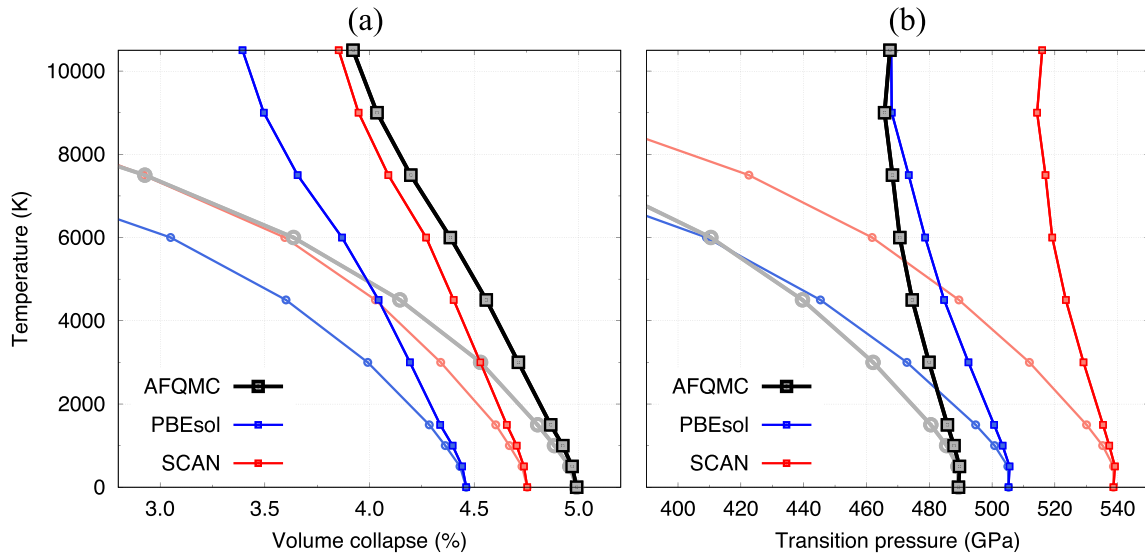 (a) (b)
Temperature (K)
10000
8000
6000
4000
2000
0
AFQMC
PBEsol
SCAN
3.0 3.5 4.0 4.5 5.0
Volume collapse (%)
AFQMC
PBEsol
SCAN
400 420 440 460 480 500 520 540
Transition pressure (GPa)